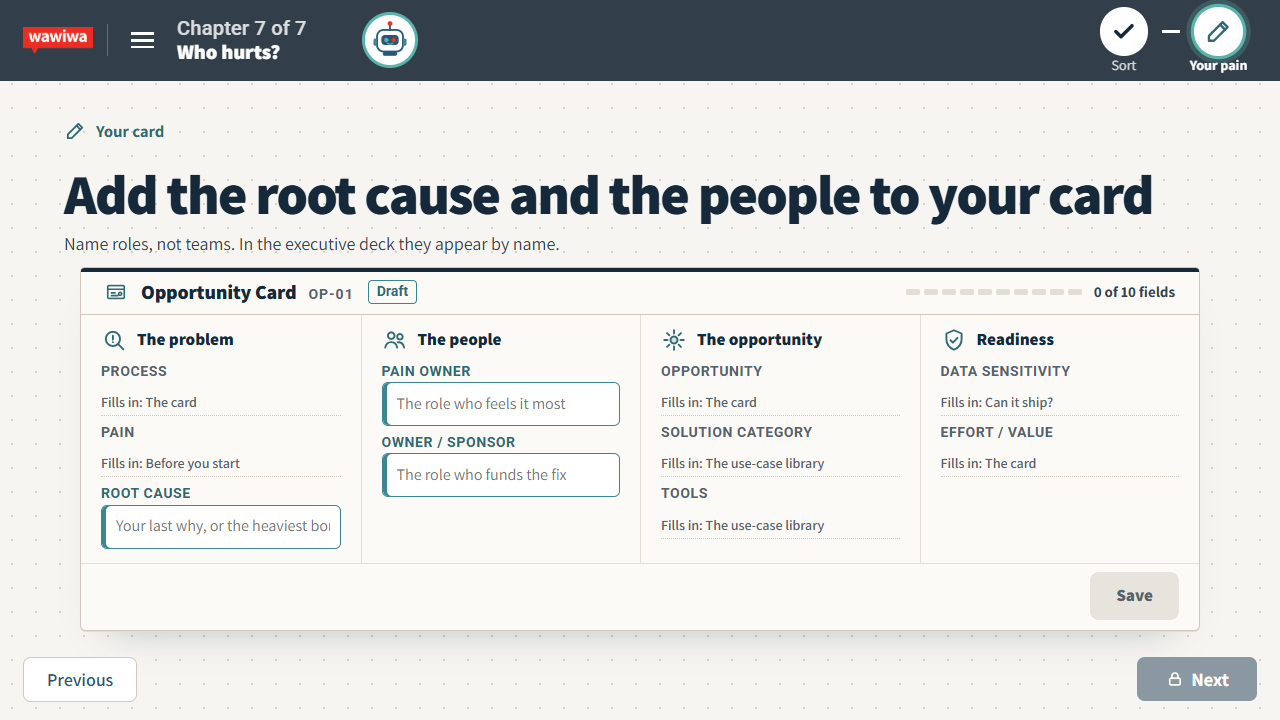 wawiwa
Chapter 7 of 7
Who hurts?
Sort
Your pain
Your card
Add the root cause and the people to your card
Name roles, not teams. In the executive deck they appear by name.
Opportunity Card OP-01 Draft
0 of 10 fields
The problem
PROCESS
Fills in: The card
PAIN
Fills in: Before you start
ROOT CAUSE
Your last why, or the heaviest
The people
PAIN OWNER
The role who feels it most
OWNER / SPONSOR
The role who funds the fix
The opportunity
OPPORTUNITY
Fills in: The card
SOLUTION CATEGORY
Fills in: The use-case library
TOOLS
Fills in: The use-case library
Readiness
DATA SENSITIVITY
Fills in: Can it ship?
EFFORT / VALUE
Fills in: The card
Save
Previous
Next